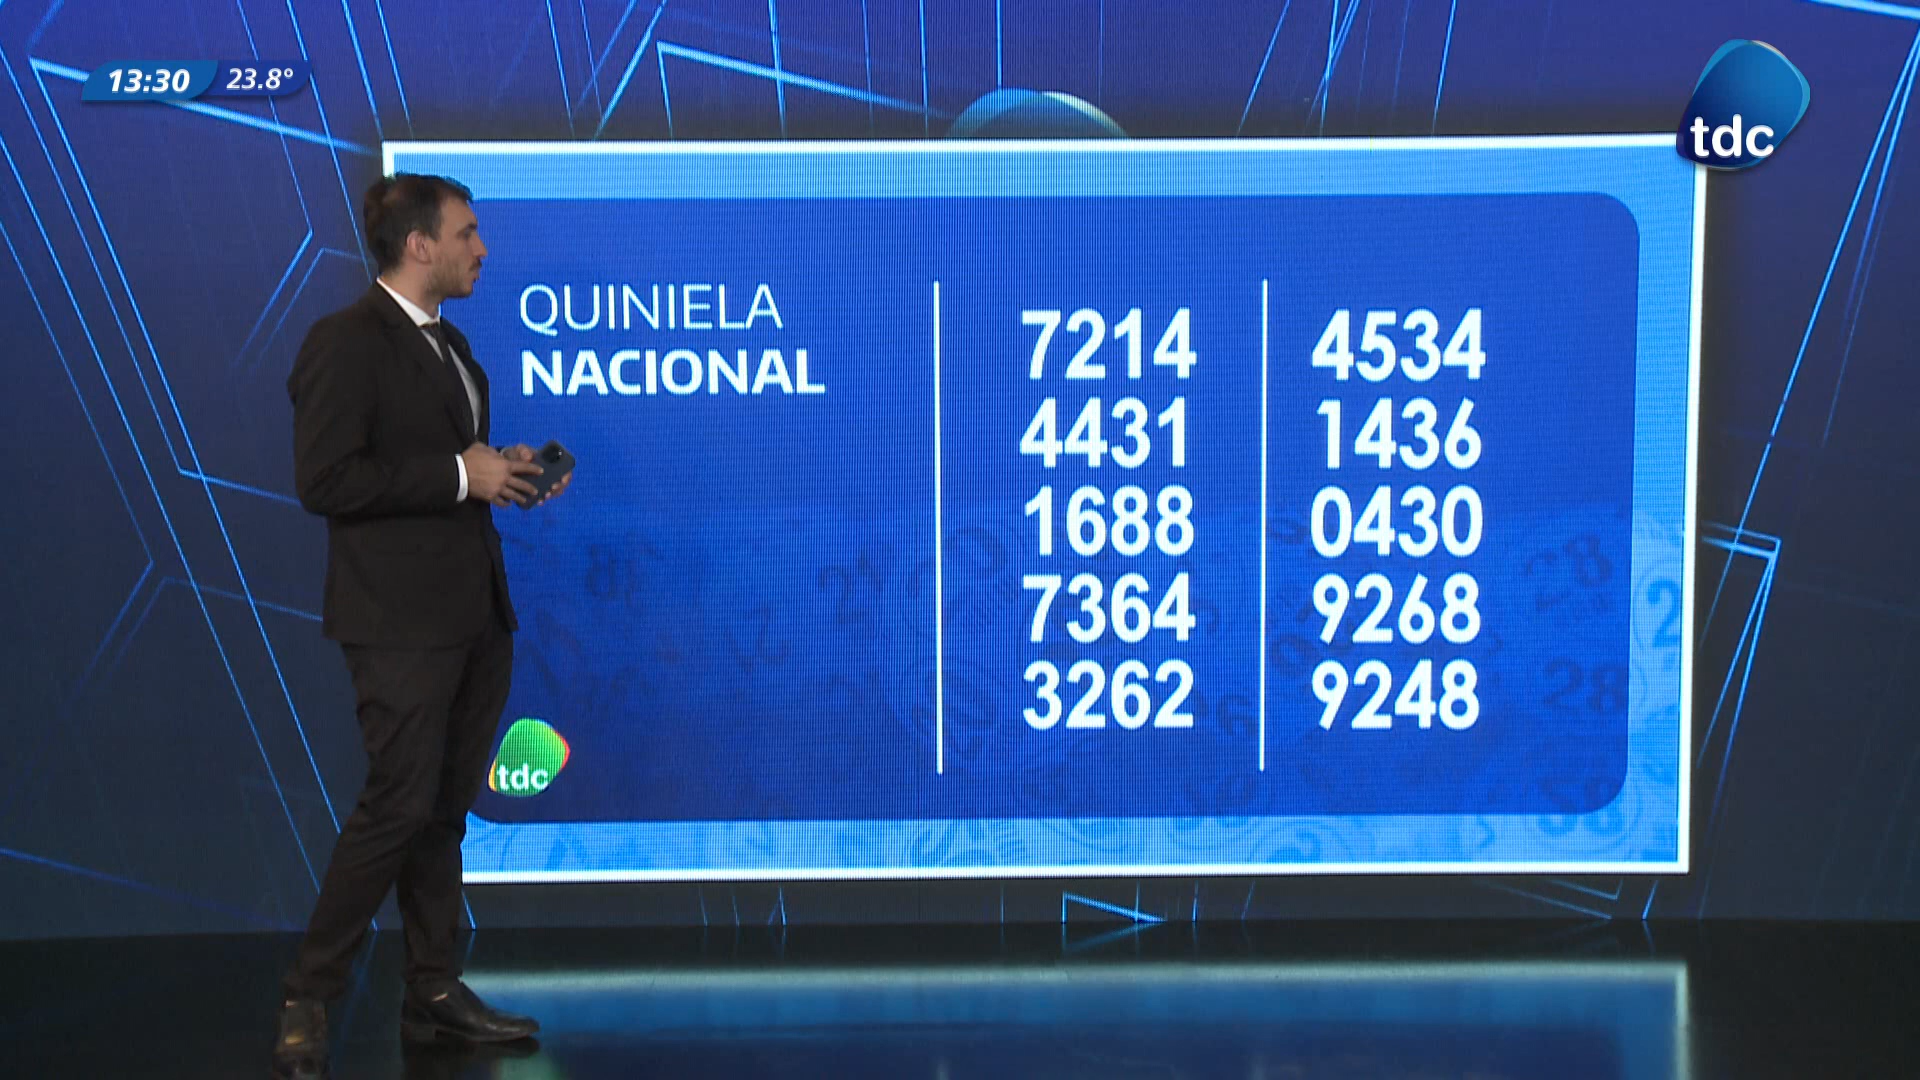 13:30 23.8°
tdc
QUINIELA
NACIONAL
7214 4534
4431 1436
1688 0430
7364 9268
3262 9248
tdc